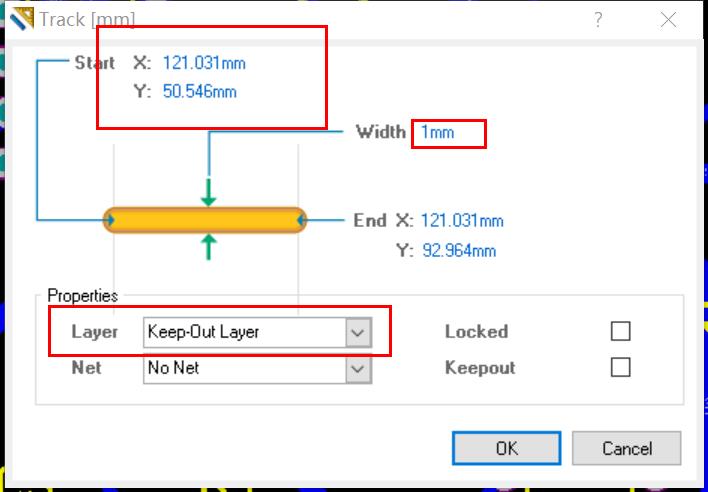 Track [mm]
Start X: 121.031mm
Y: 50.546mm
Width 1mm
End X: 121.031mm
Y: 92.964mm
Properties
Layer Keep-Out Layer Locked
Net No Net Keepout
OK Cancel